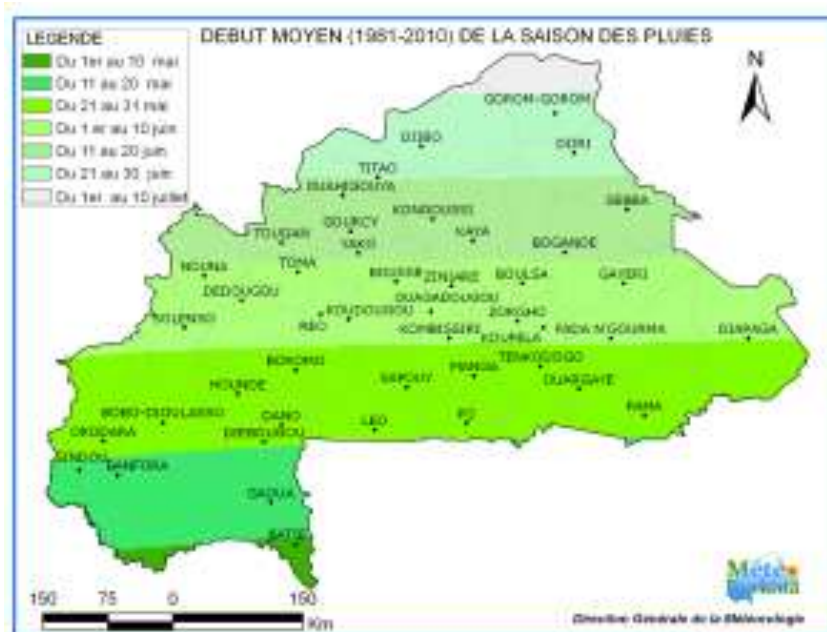 DEBUT MOYEN (1981-2010) DE LA SAISON DES PLUIES
LEGENDE
Du 1er au 10 mai
Du 11 au 20 mai
Du 21 au 31 mai
Du 1 er au 10 juin
Du 11 au 20 juin
Du 21 au 30 juin
Du 1er au 10 juillet
N
GOROM-GOROM
DJIBO
DORI
TITAO
OUAHIGOUYA
SEBBA
KONGOUSSI
GOURCY
TOUGAN
KAYA
YAKO
BOGANDE
NOUNA
TOMA
BOUSSE
ZINIARE
BOULSA
GAYERI
DEDOUGOU
OUAGADOUGOU
SOLENSO
REO
KOUDOUGOU
ZORGHO
KOMBISSIRI
KOUPELA
FADA N'GOURMA
DIAPAGA
BOROMO
TENKODOGO
MANGA
HOUNDE
SAPOUY
OUARGAYE
BOBO-DIOULASSO
DANO
LEO
PO
PAMA
ORODARA
DIEBOUGOU
SINDOU
BANFORA
GAOUA
BATIE
150 75 0 150
Km
Météo
Burkina
Direction Générale de la Météorologie